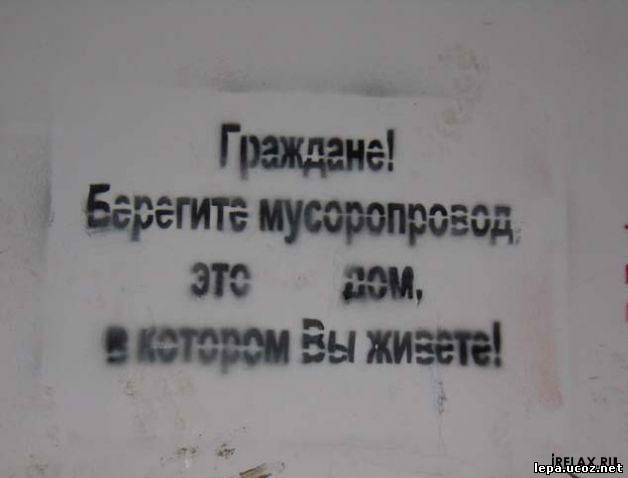 Граждане!
Берегите мусоропровод,
это дом,
в котором Вы живете!
iRELAX.RU
lepa.ucoz.net